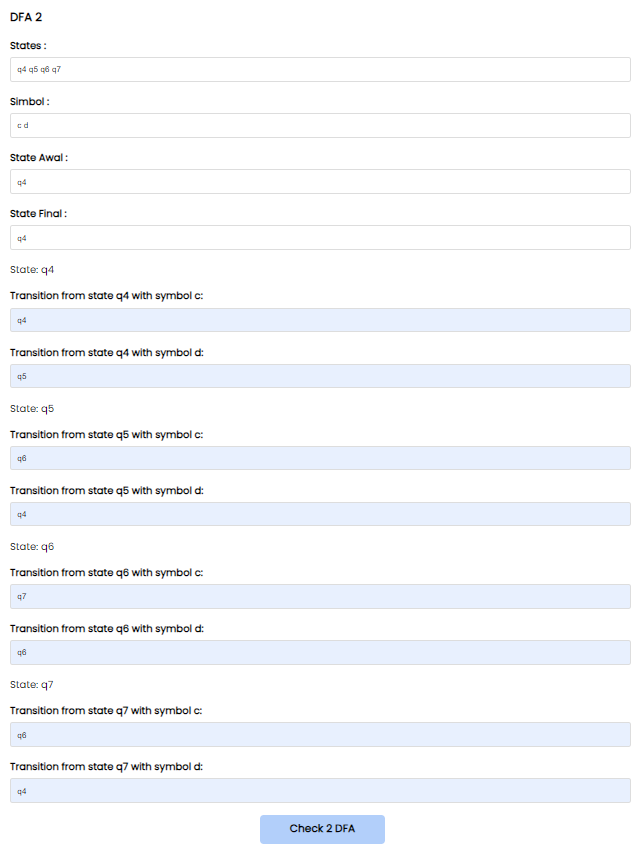 DFA 2
States :
q4 q5 q6 q7
Simbol :
c d
State Awal :
q4
State Final :
q4
State: q4
Transition from state q4 with symbol c:
q4
Transition from state q4 with symbol d:
q5
State: q5
Transition from state q5 with symbol c:
q6
Transition from state q5 with symbol d:
q4
State: q6
Transition from state q6 with symbol c:
q7
Transition from state q6 with symbol d:
q6
State: q7
Transition from state q7 with symbol c:
q6
Transition from state q7 with symbol d:
q4
Check 2 DFA